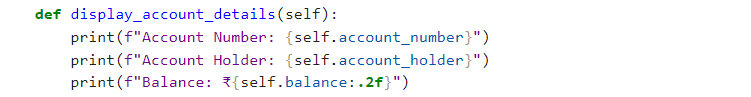 def display_account_details(self):
    print(f"Account Number: {self.account_number}")
    print(f"Account Holder: {self.account_holder}")
    print(f"Balance: ₹{self.balance:.2f}")